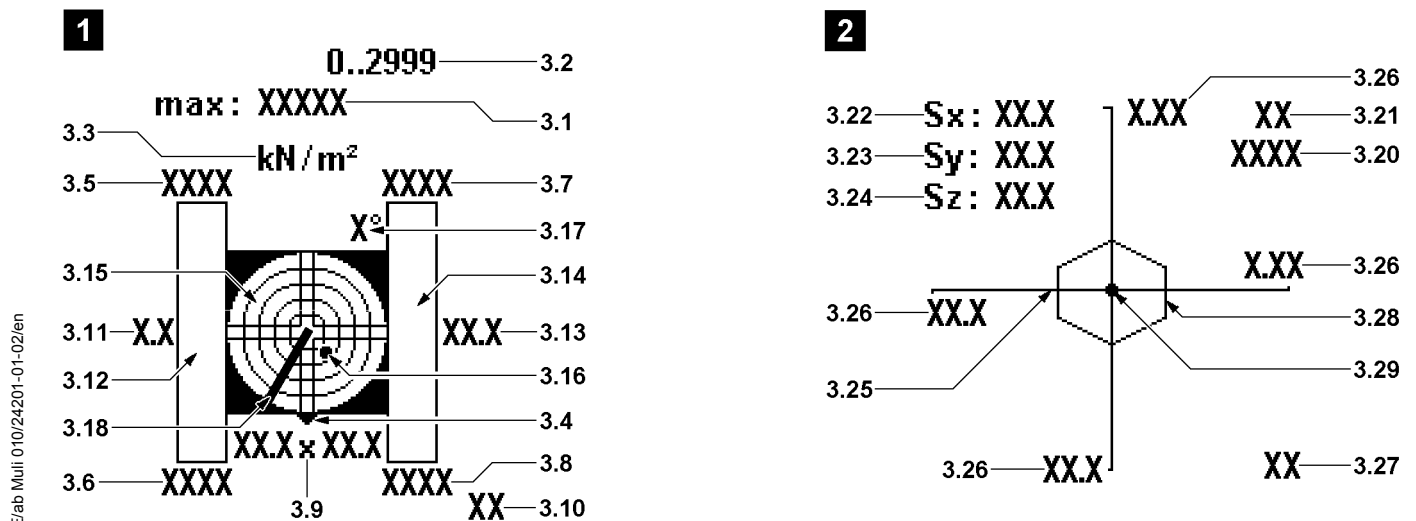 1
0..2999 3.2
max: XXXXX 3.1
3.3 kN/m²
3.5 XXXX XXXX 3.7
X° 3.17
3.15 3.14
3.11 X.X XX.X 3.13
3.12 3.16
3.18 3.4
XX.X x XX.X
3.6 XXXX XXXX 3.8
3.9 XX 3.10
/ab Muli 010/24201-01-02/en
2
3.26
3.22 Sx: XX.X X.XX XX 3.21
3.23 Sy: XX.X XXXX 3.20
3.24 Sz: XX.X
X.XX 3.26
3.26 XX.X 3.28
3.25 3.29
3.26 XX.X XX 3.27